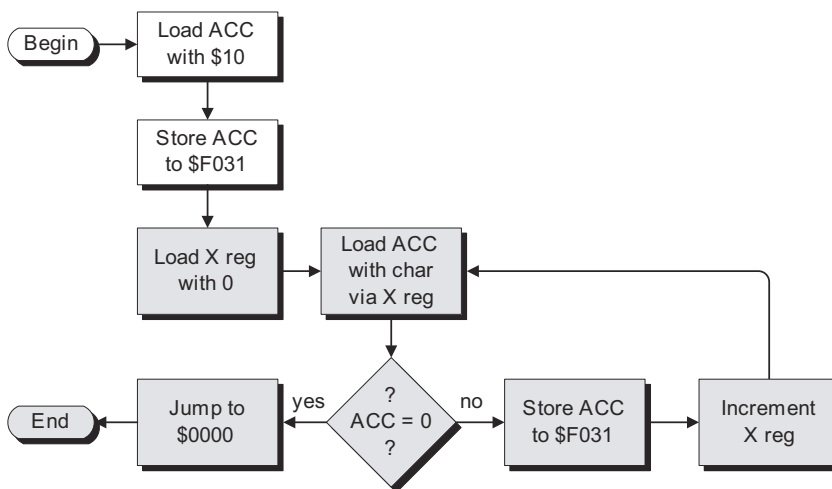 Begin
Load ACC
with $10
Store ACC
to $F031
Load X reg
with 0
Load ACC
with char
via X reg
?
ACC = 0
?
yes
Jump to
$0000
End
no
Store ACC
to $F031
Increment
X reg